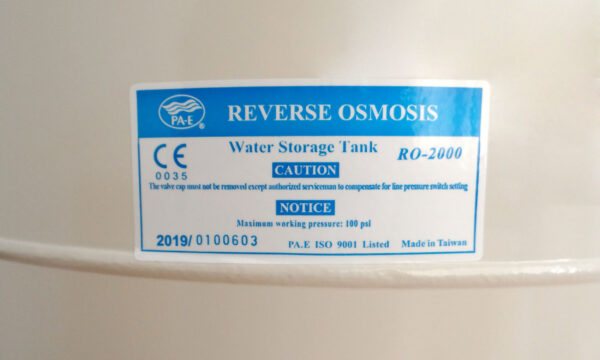 PA-E ®
REVERSE OSMOSIS
Water Storage Tank
RO-2000
CE
0035
CAUTION
The valve cap must not be removed except authorized serviceman to compensate for line pressure switch setting
NOTICE
Maximum working pressure: 100 psi
2019/0100603 PA.E ISO 9001 Listed Made in Taiwan